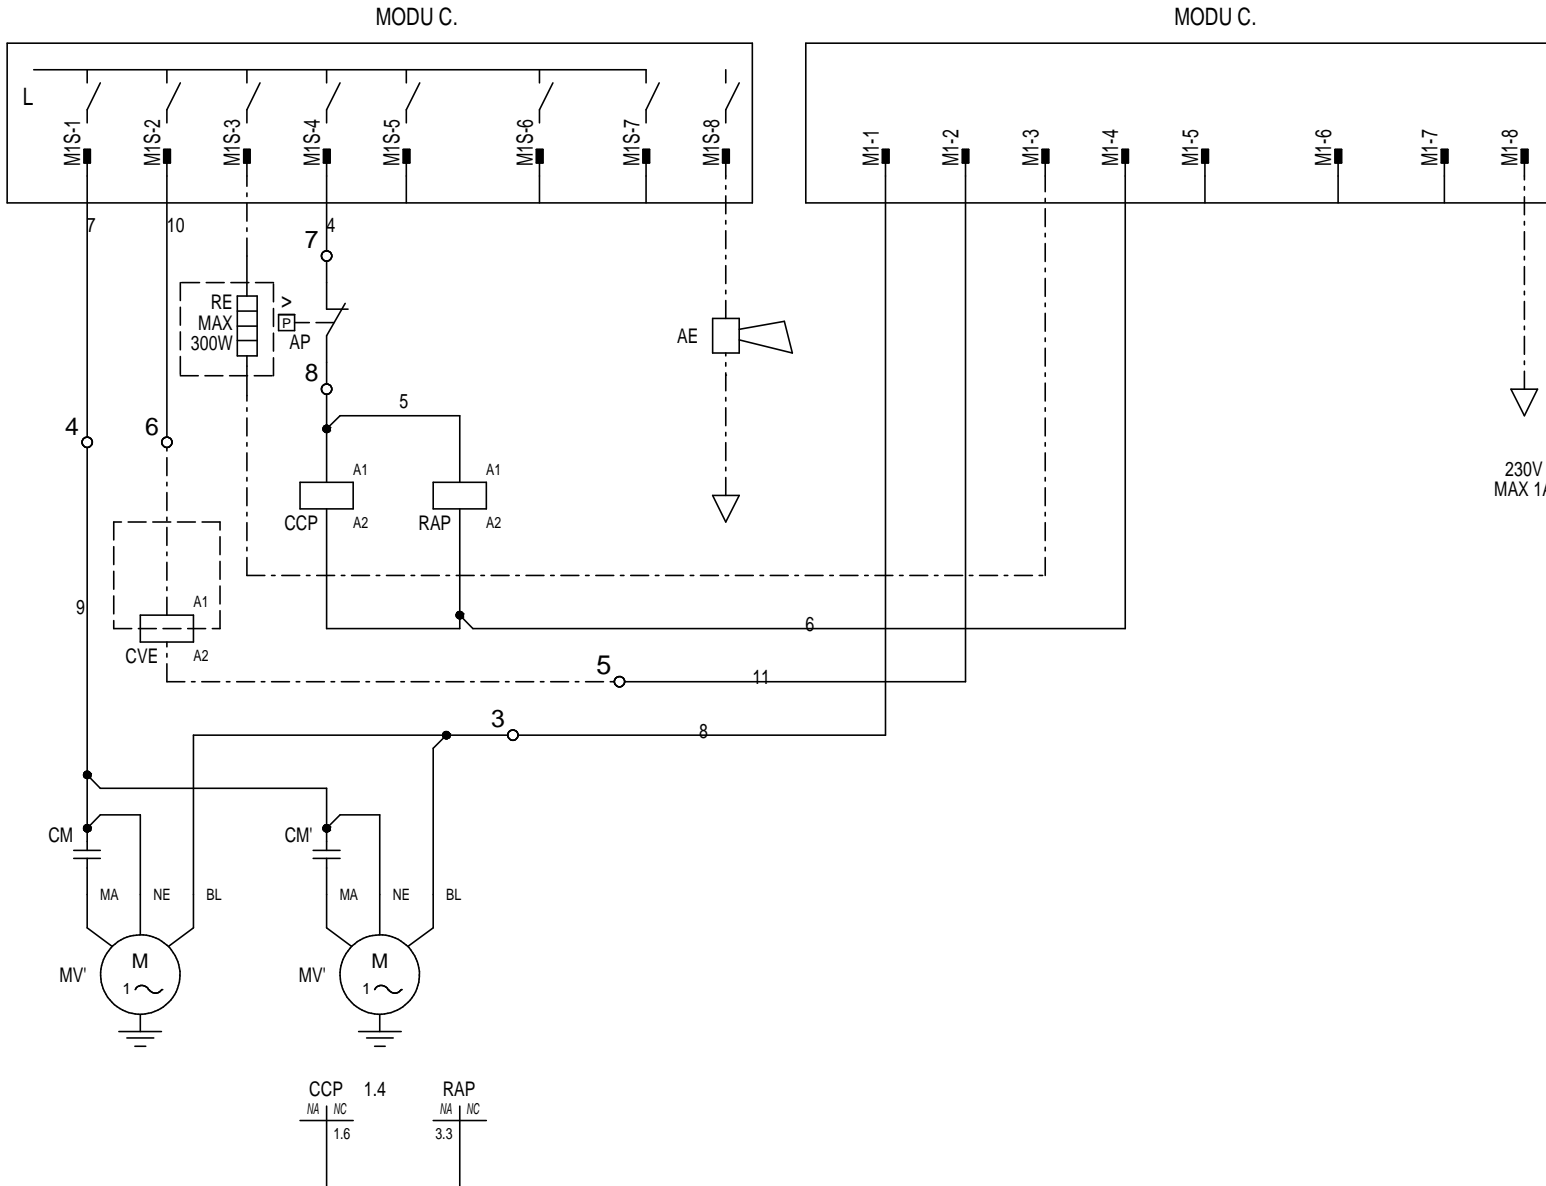 MODU C.
MODU C.
L
M1S-1
M1S-2
M1S-3
M1S-4
M1S-5
M1S-6
M1S-7
M1S-8
M1-1
M1-2
M1-3
M1-4
M1-5
M1-6
M1-7
M1-8
7
10
4
7
RE
MAX
300W
>
P
AP
AE
8
5
4
6
A1
A1
CCP
A2
RAP
A2
230V
MAX 1A
9
A1
CVE
A2
6
5
11
3
8
CM
CM'
MA
NE
BL
MA
NE
BL
MV'
M
1
MV'
M
1
CCP 1.4
RAP
NA NC
NA NC
1.6
3.3